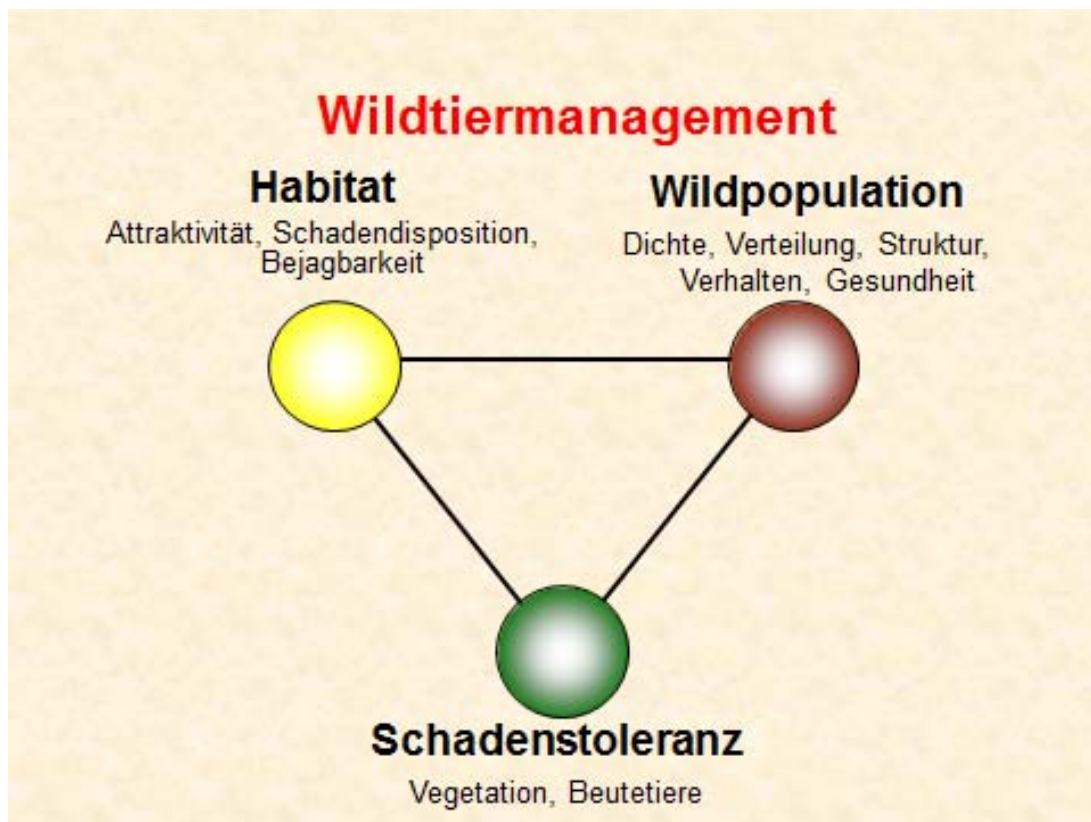 Wildtiermanagement
Habitat
Attraktivität, Schadendisposition,
Bejagbarkeit
Wildpopulation
Dichte, Verteilung, Struktur,
Verhalten, Gesundheit
Schadenstoleranz
Vegetation, Beutetiere